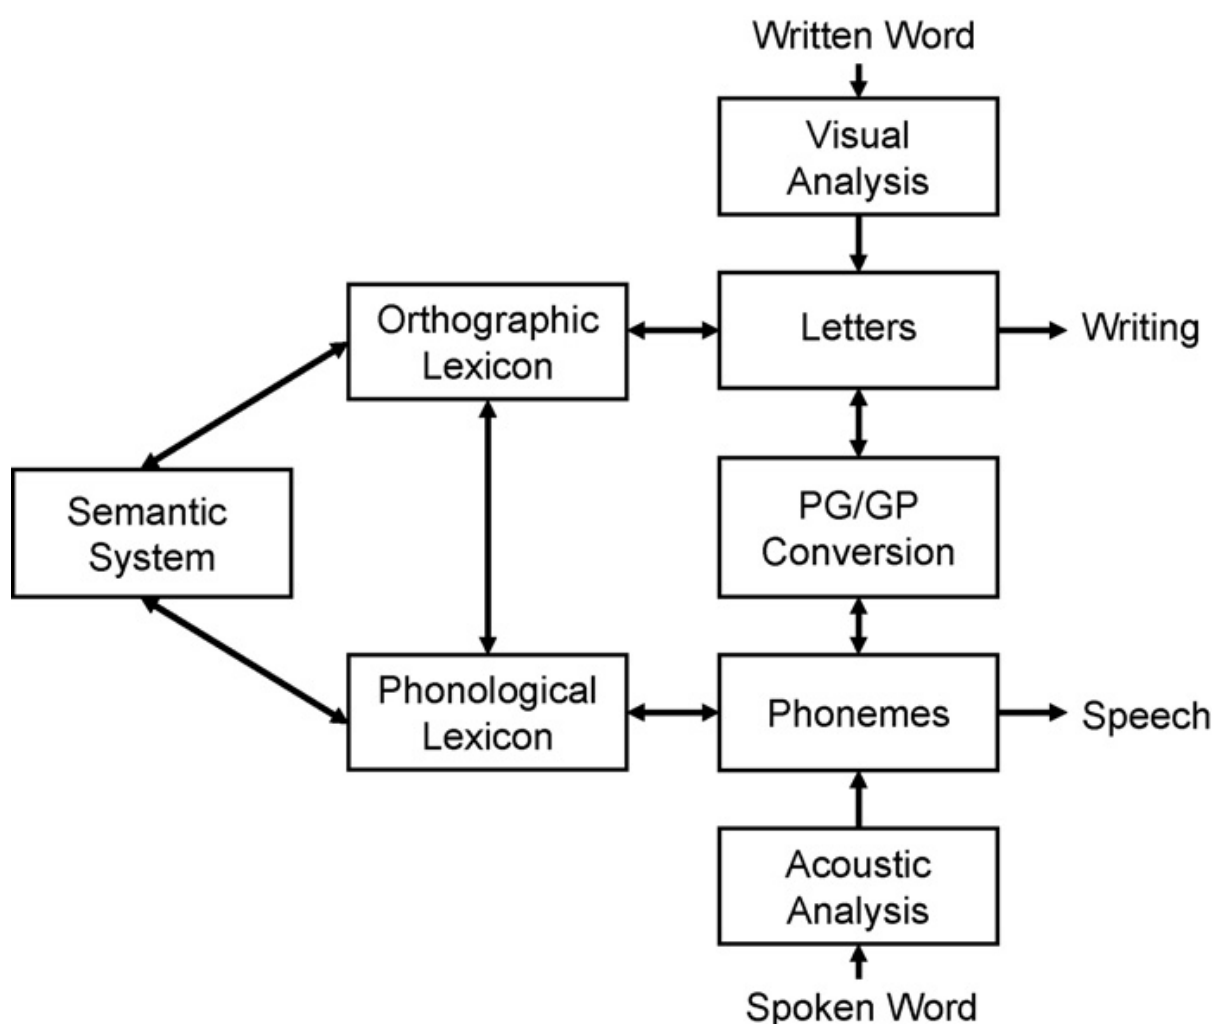 Written Word
Visual
Analysis
Orthographic
Lexicon
Letters
Writing
Semantic
System
PG/GP
Conversion
Phonological
Lexicon
Phonemes
Speech
Acoustic
Analysis
Spoken Word